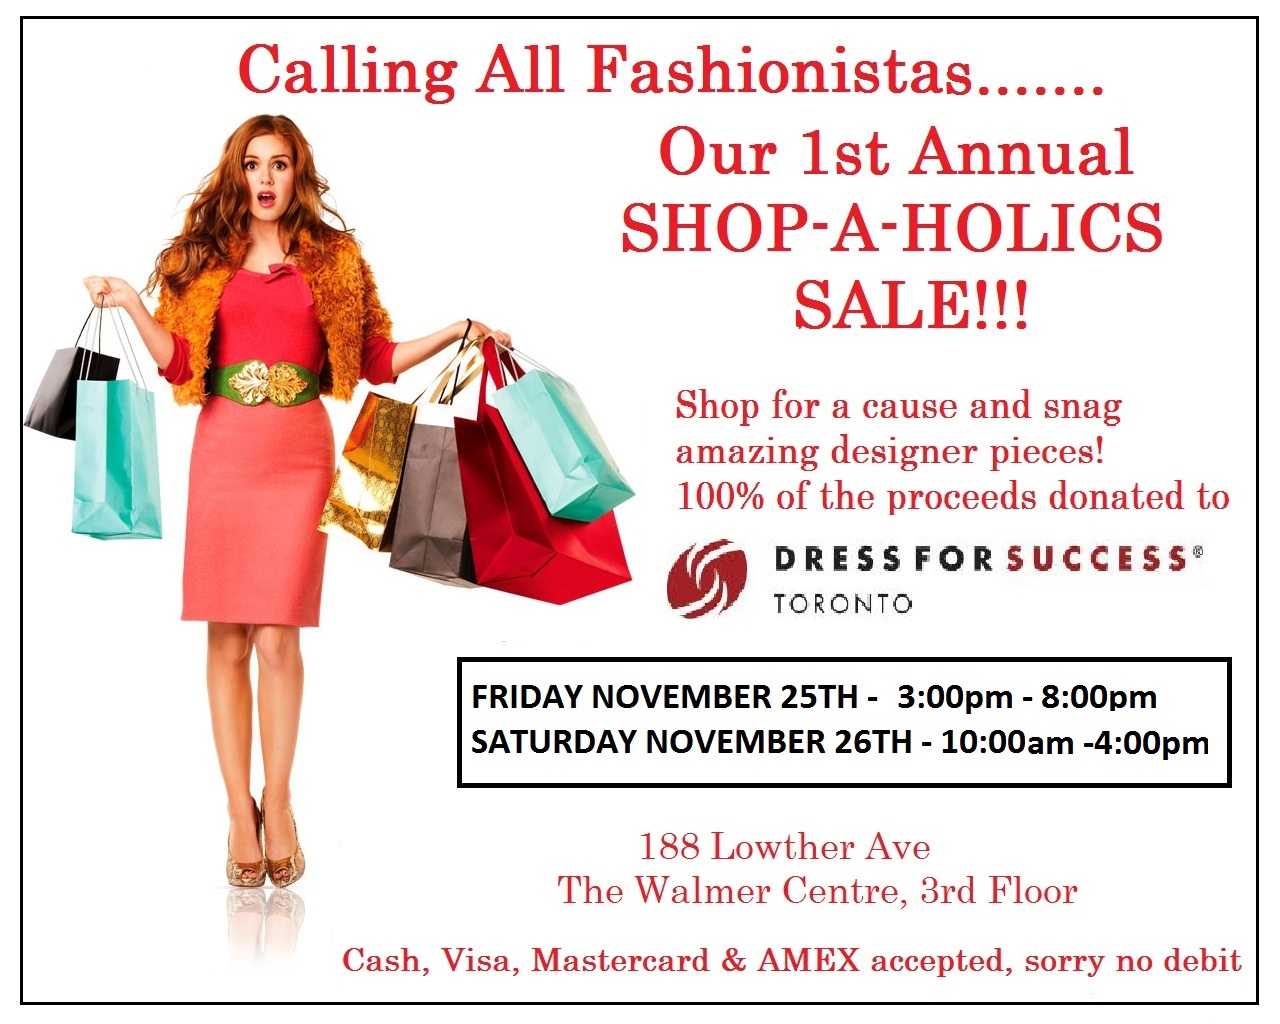 Calling All Fashionistas.......
Our 1st Annual
SHOP-A-HOLICS
SALE!!!
Shop for a cause and snag
amazing designer pieces!
100% of the proceeds donated to
DRESS FOR SUCCESS®
TORONTO
FRIDAY NOVEMBER 25TH - 3:00pm - 8:00pm
SATURDAY NOVEMBER 26TH - 10:00am -4:00pm
188 Lowther Ave
The Walmer Centre, 3rd Floor
Cash, Visa, Mastercard & AMEX accepted, sorry no debit